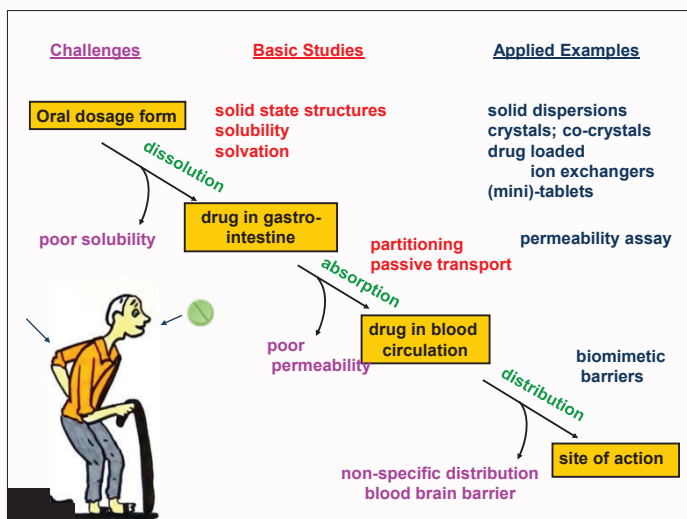 Challenges
Basic Studies
Applied Examples
Oral dosage form
solid state structures
solubility
solvation
solid dispersions
crystals; co-crystals
drug loaded
ion exchangers
(mini)-tablets
dissolution
poor solubility
drug in gastro-
intestine
partitioning
passive transport
permeability assay
absorption
poor
permeability
drug in blood
circulation
biomimetic
barriers
distribution
non-specific distribution
blood brain barrier
site of action